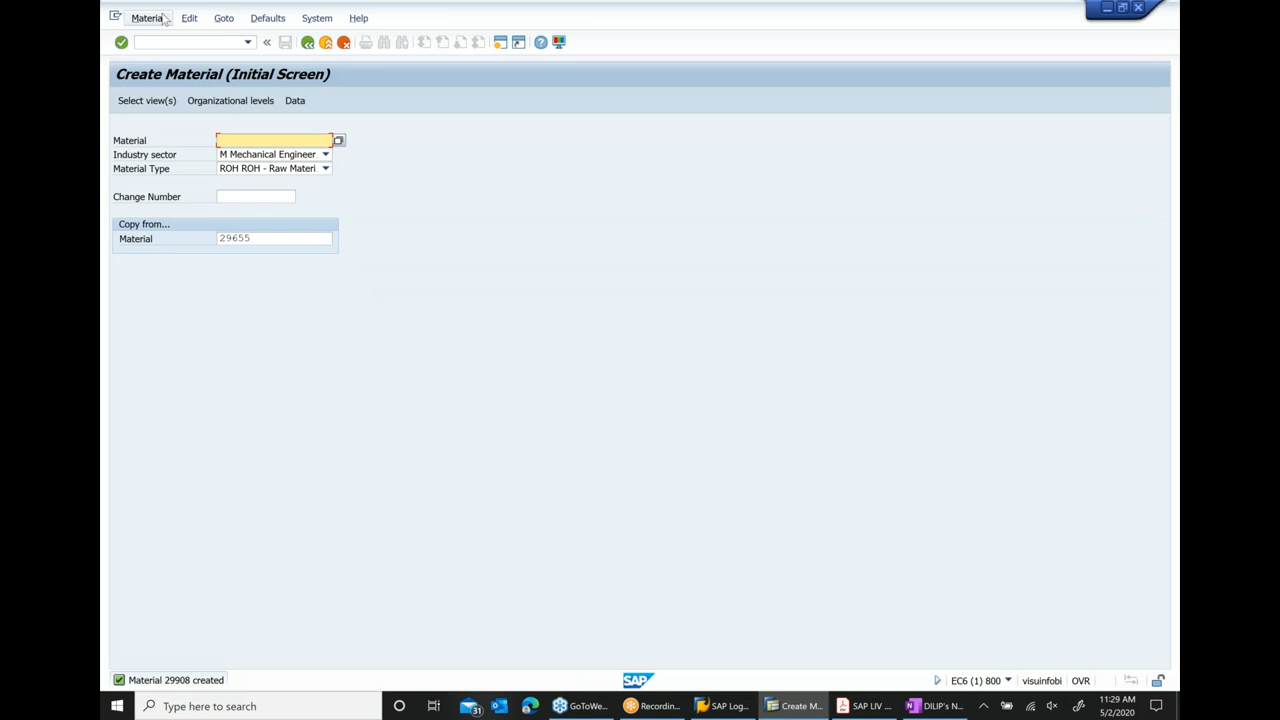 Material Edit Goto Defaults System Help
Create Material (Initial Screen)
Select view(s) Organizational levels Data
Material
Industry sector M Mechanical Engineer
Material Type ROH ROH - Raw Materi
Change Number
Copy from...
Material 29655
Material 29908 created
SAP
EC6 (1) 800 visuinfobi OVR
Type here to search
31
GoToWe...
Recordin...
SAP Log...
Create M...
SAP LIV ...
DILIP's N...
11:29 AM
5/2/2020